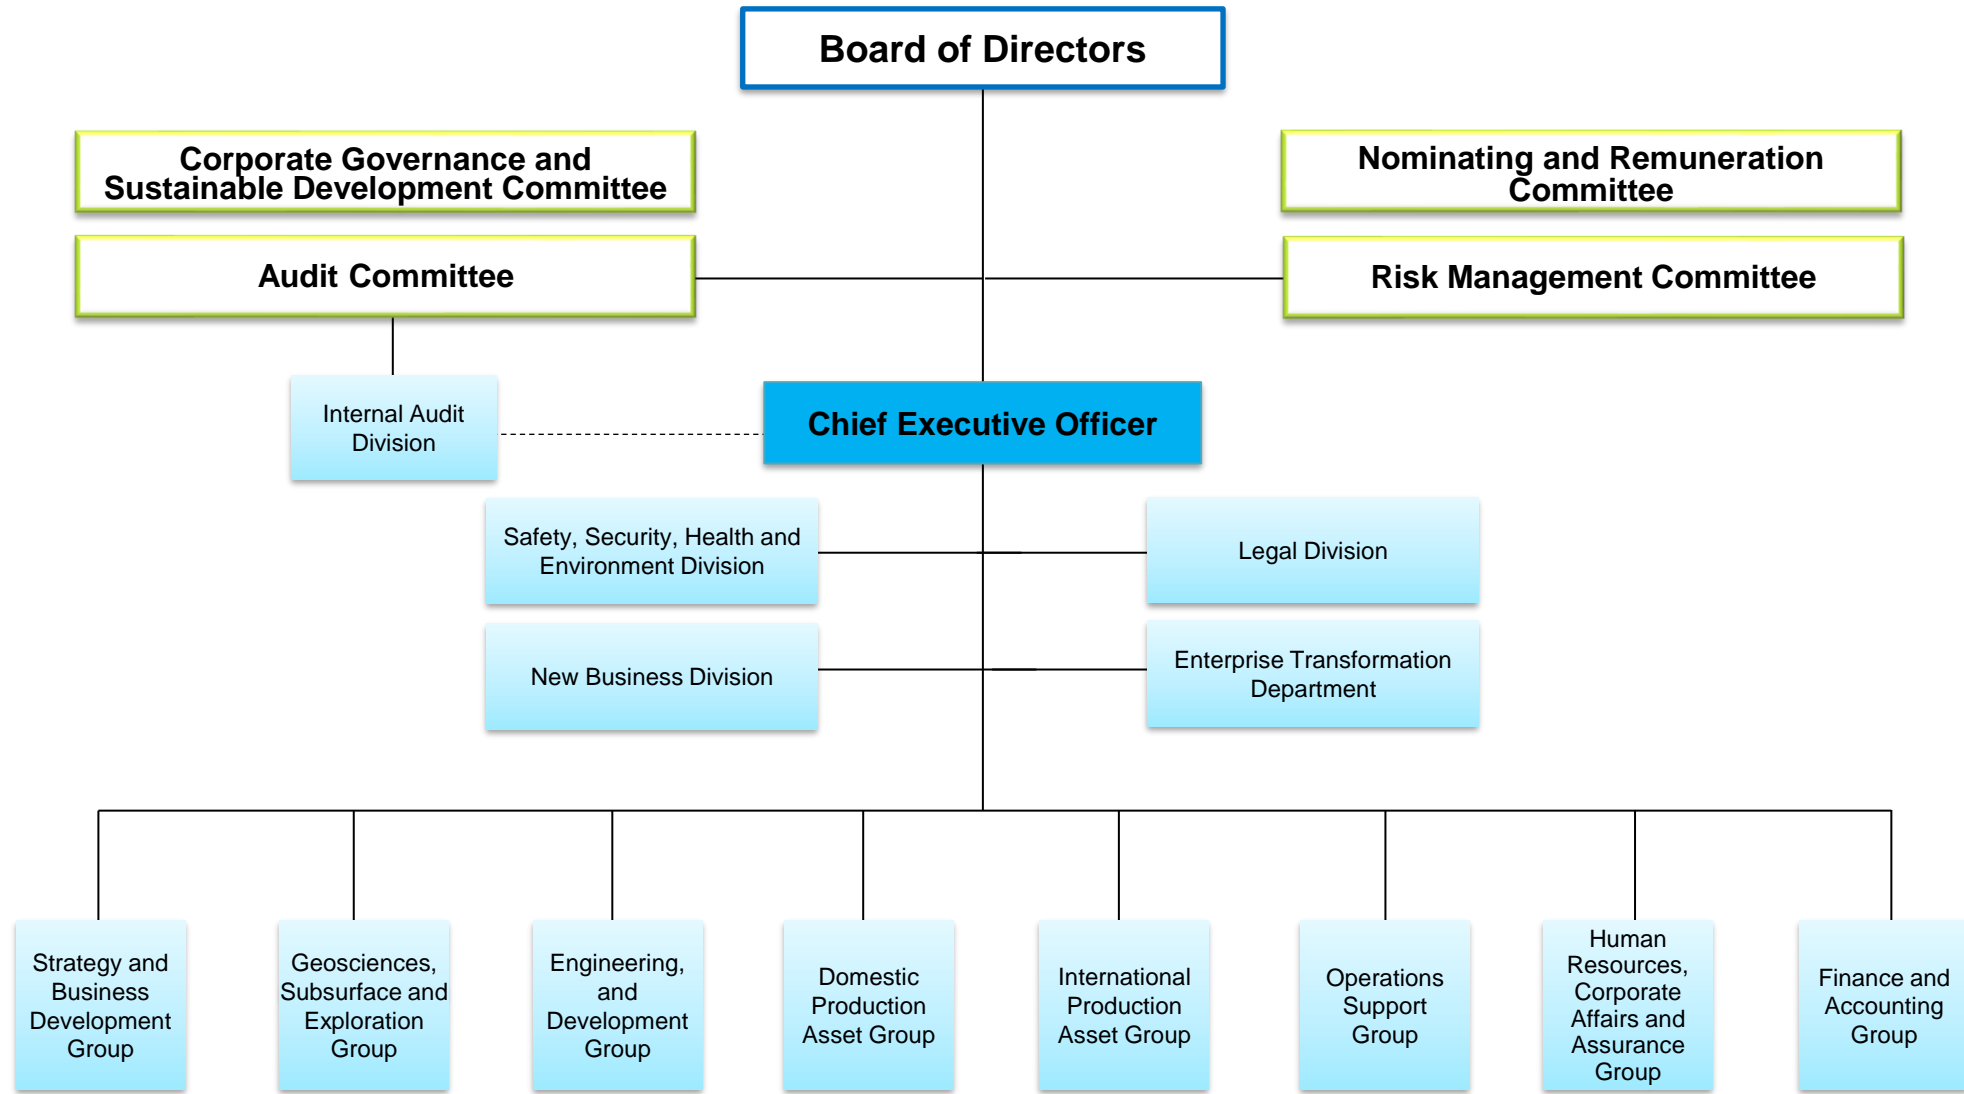 Board of Directors
Corporate Governance and
Sustainable Development Committee
Nominating and Remuneration
Committee
Audit Committee
Risk Management Committee
Internal Audit
Division
Chief Executive Officer
Safety, Security, Health and
Environment Division
Legal Division
New Business Division
Enterprise Transformation
Department
Strategy and
Business
Development
Group
Geosciences,
Subsurface and
Exploration
Group
Engineering,
and
Development
Group
Domestic
Production
Asset Group
International
Production
Asset Group
Operations
Support
Group
Human
Resources,
Corporate
Affairs and
Assurance
Group
Finance and
Accounting
Group